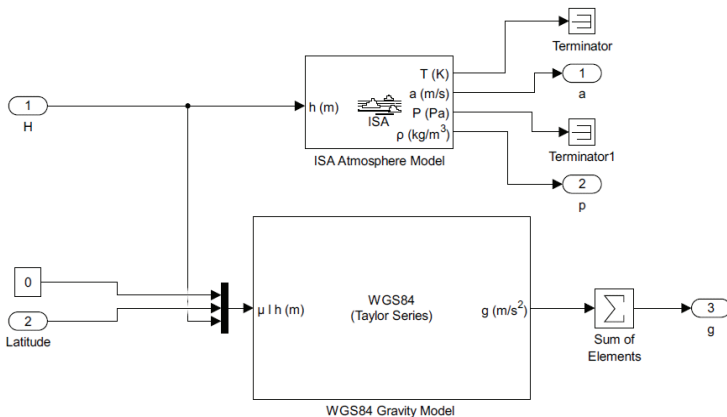 Terminator
T (K)
1
a (m/s)
a
1
h (m)
H
ISA
P (Pa)
ρ (kg/m³)
Terminator1
ISA Atmosphere Model
2
p
0
WGS84
(Taylor Series)
μ l h (m)
g (m/s²)
3
2
Latitude
Sum of
Elements
g
WGS84 Gravity Model